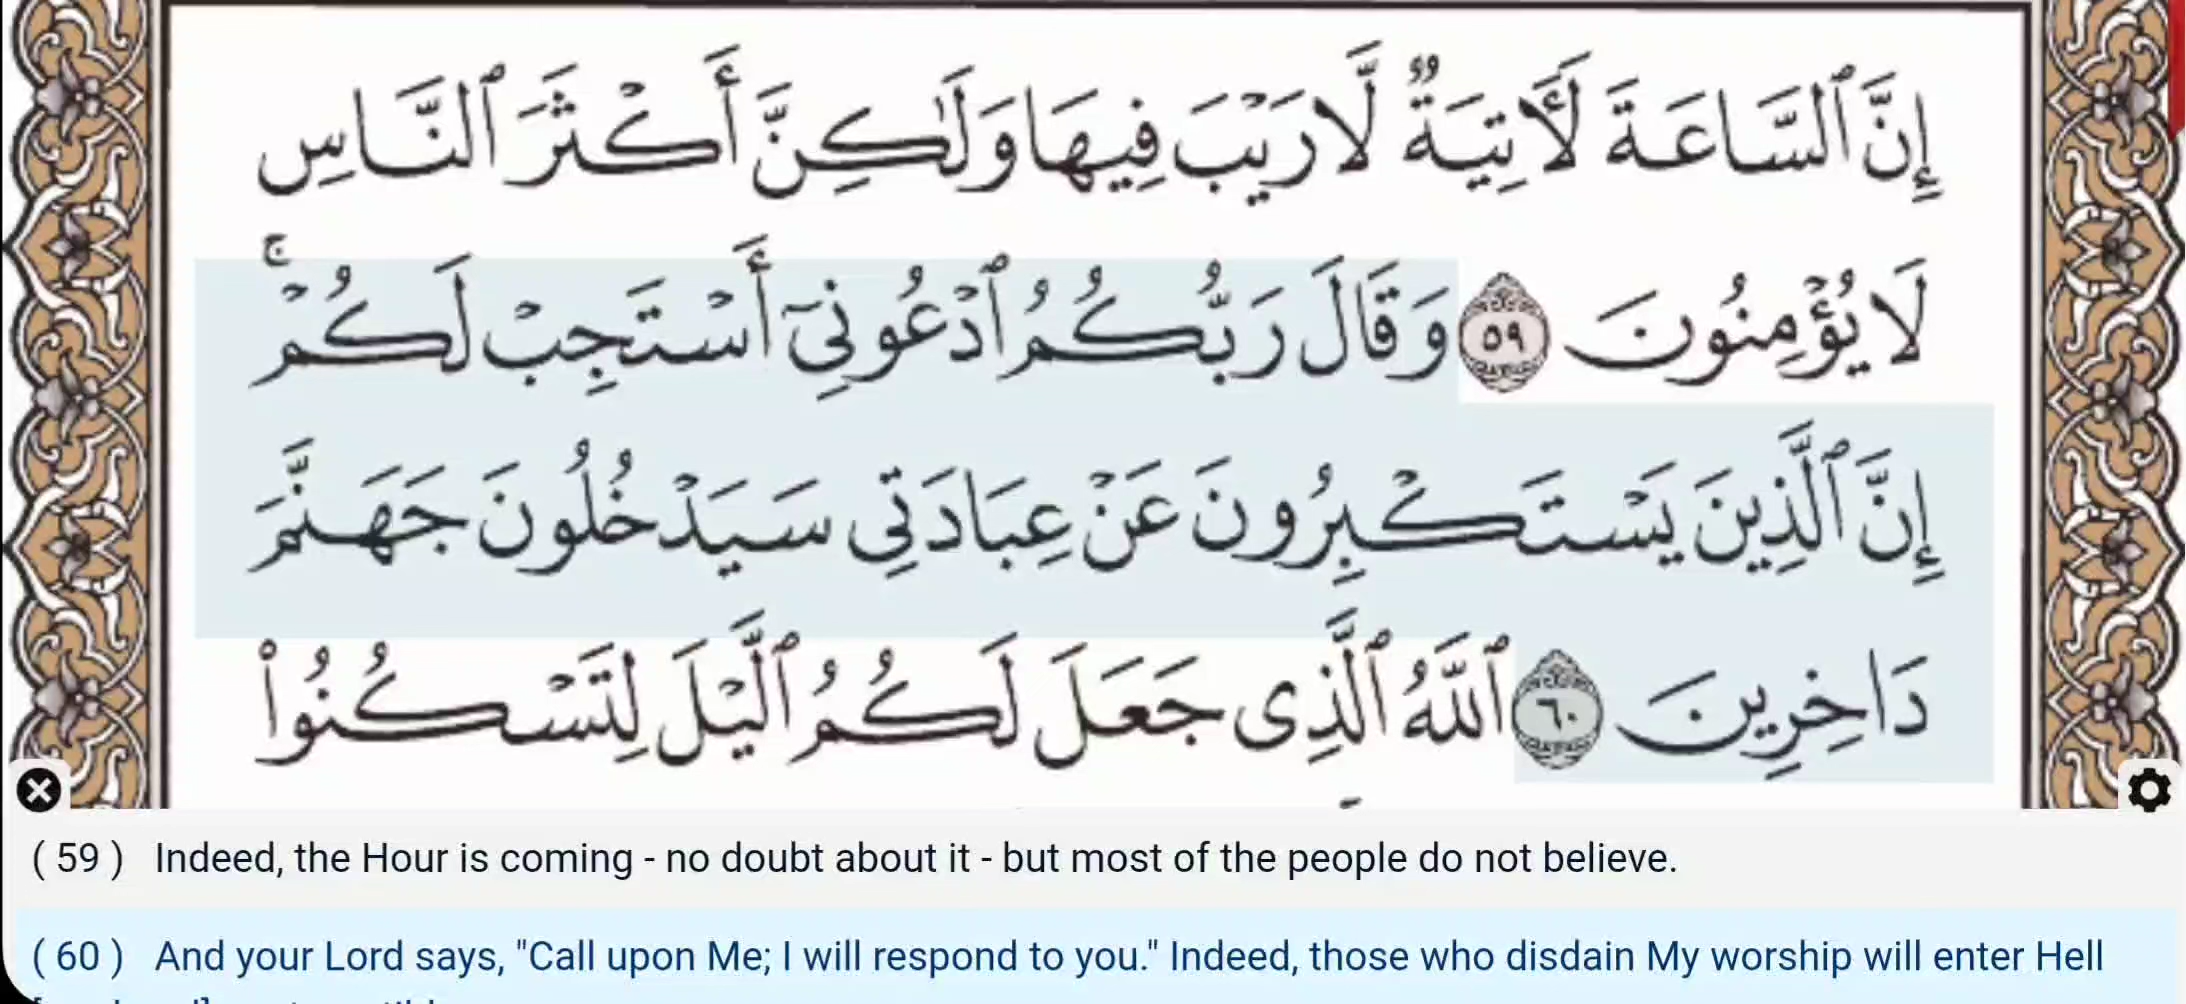 إِنَّ ٱلسَّاعَةَ لَأٓتِيَةٌ لَّا رَيْبَ فِيهَا وَلَٰكِنَّ أَكْثَرَ ٱلنَّاسِ
لَا يُؤْمِنُونَ ٥٩ وَقَالَ رَبُّكُمُ ٱدْعُونِىٓ أَسْتَجِبْ لَكُمْ ۚ
إِنَّ ٱلَّذِينَ يَسْتَكْبِرُونَ عَنْ عِبَادَتِى سَيَدْخُلُونَ جَهَنَّمَ
دَاخِرِينَ ٦٠ ٱللَّهُ ٱلَّذِى جَعَلَ لَكُمُ ٱلَّيْلَ لِتَسْكُنُوا۟
( 59 ) Indeed, the Hour is coming - no doubt about it - but most of the people do not believe.
( 60 ) And your Lord says, "Call upon Me; I will respond to you." Indeed, those who disdain My worship will enter Hell